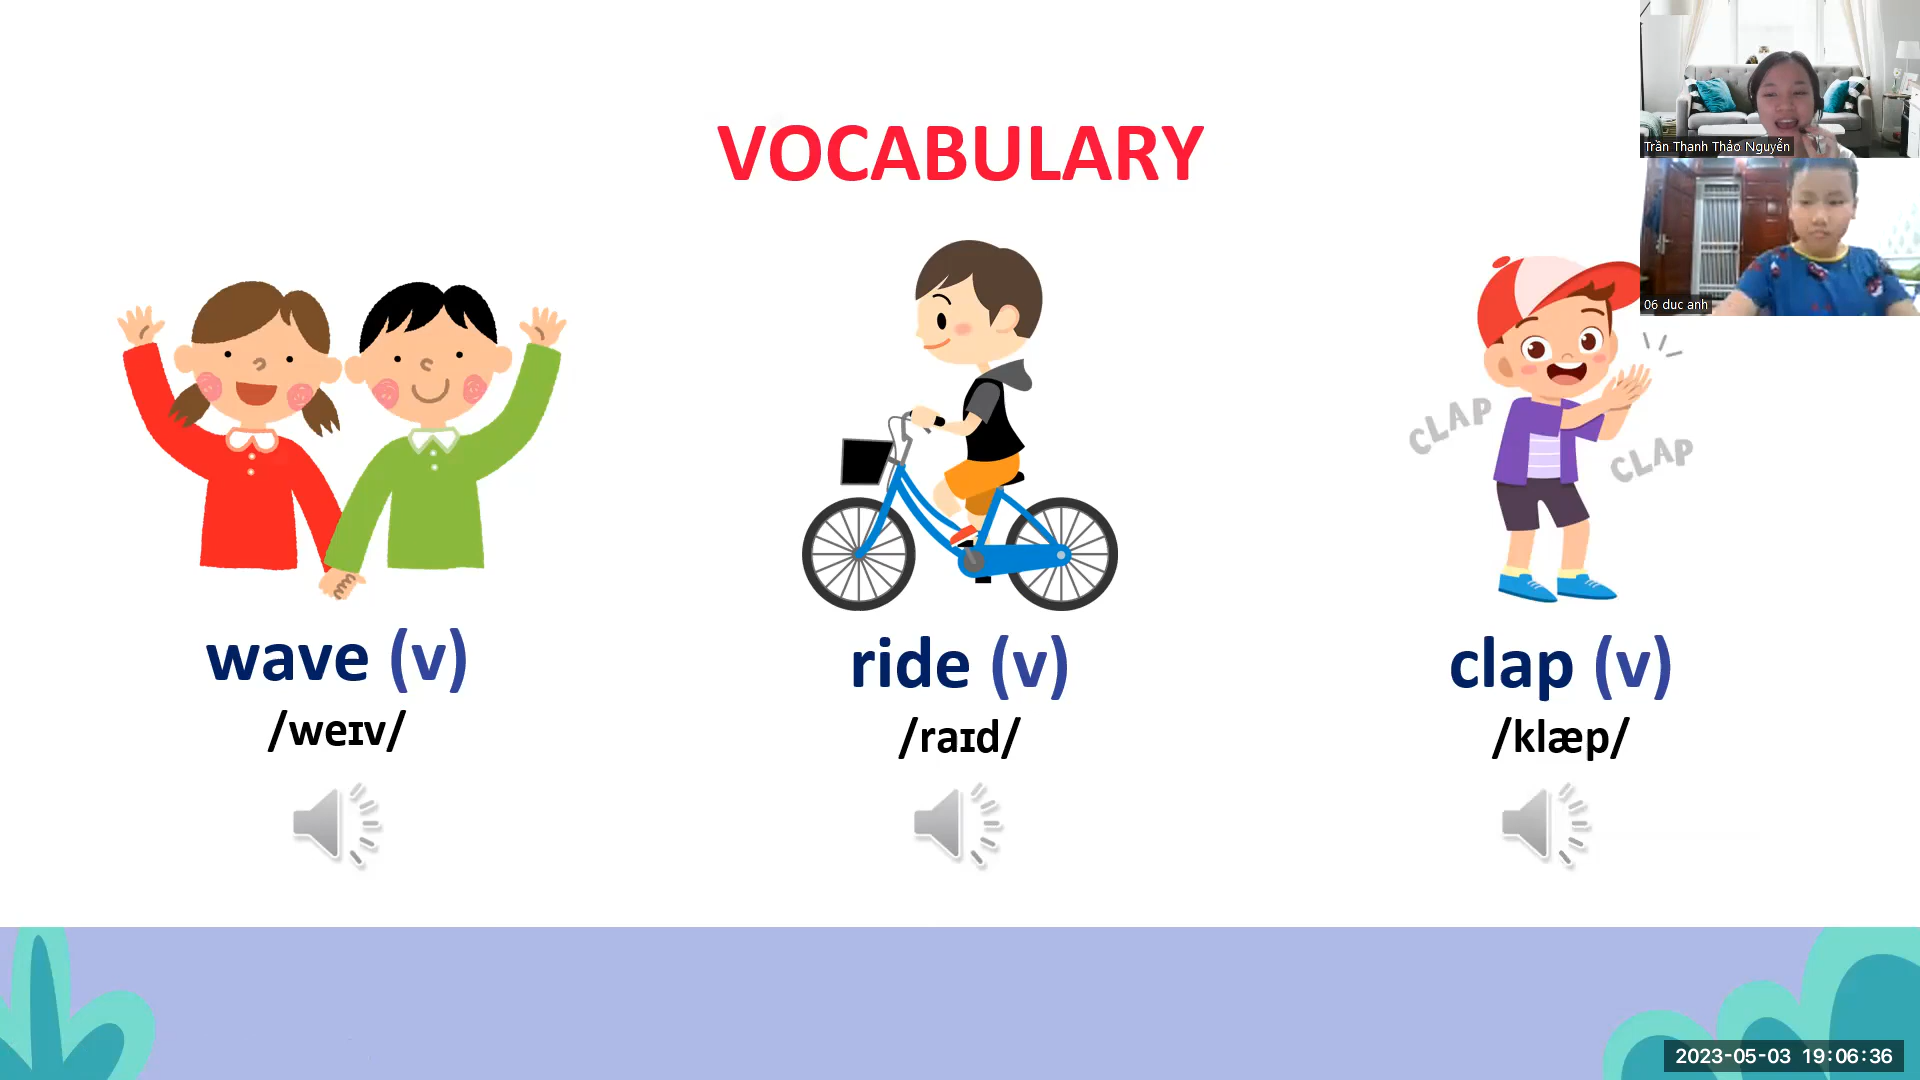 VOCABULARY
Trần Thanh Thảo Nguyễn
06 duc anh
CLAP
CLAP
wave (v)
/weɪv/
ride (v)
/raɪd/
clap (v)
/klæp/
2023-05-03 19:06:36